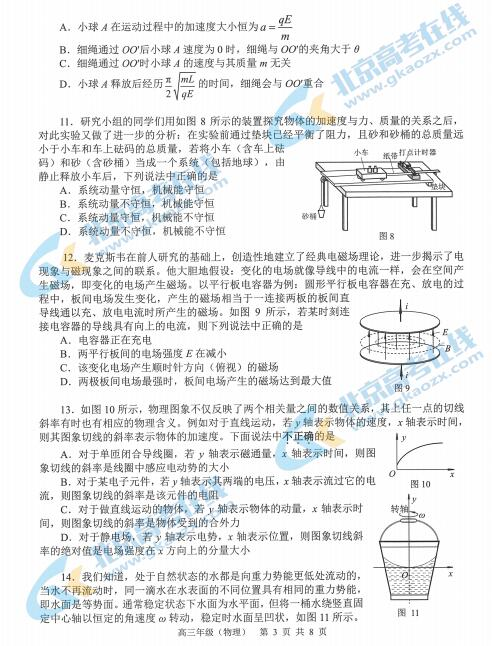 A．小球 A 在运动过程中的加速度大小恒为 a = qE/m
B．细绳通过 OO′后小球 A 速度为 0 时，细绳与 OO′的夹角大于 θ
C．细绳通过 OO′时小球 A 的速度与其质量 m 无关
D．小球 A 释放后经历 π/2 √(mL/qE) 的时间，细绳会与 OO′重合
11．研究小组的同学们用如图 8 所示的装置探究物体的加速度与力、质量的关系之后，
对此实验又做了进一步的分析：在实验前通过垫块已经平衡了阻力，且砂和砂桶的总质量远
小于小车和车上砝码的总质量，若将小车（含车上砝
码）和砂（含砂桶）当成一个系统（包括地球），由
静止释放小车后，下列说法中正确的是
A．系统动量守恒，机械能守恒
B．系统动量不守恒，机械能守恒
C．系统动量守恒，机械能不守恒
D．系统动量不守恒，机械能不守恒
小车
纸带
打点计时器
垫块
砂桶
图 8
12．麦克斯韦在前人研究的基础上，创造性地建立了经典电磁场理论，进一步揭示了电
现象与磁现象之间的联系。他大胆地假设：变化的电场就像导线中的电流一样，会在空间产
生磁场，即变化的电场产生磁场。以平行板电容器为例：圆形平行板电容器在充、放电的过
程中，板间电场发生变化，产生的磁场相当于一连接两板的板间直
导线通以充、放电电流时所产生的磁场。如图 9 所示，若某时刻连
接电容器的导线具有向上的电流，则下列说法中正确的是
A．电容器正在充电
B．两平行板间的电场强度 E 在减小
C．该变化电场产生顺时针方向（俯视）的磁场
D．两极板间电场最强时，板间电场产生的磁场达到最大值
i
E
B
i
图 9
13．如图 10 所示，物理图象不仅反映了两个相关量之间的数值关系，其上任一点的切线
斜率有时也有相应的物理含义。例如对于直线运动，若 y 轴表示物体的速度，x 轴表示时间，
则其图象切线的斜率表示物体的加速度。下面说法中不正确的是
A．对于单匝闭合导线圈，若 y 轴表示磁通量，x 轴表示时间，则图
象切线的斜率是线圈中感应电动势的大小
B．对于某电子元件，若 y 轴表示其两端的电压，x 轴表示流过它的电
流，则图象切线的斜率是该元件的电阻
C．对于做直线运动的物体，若 y 轴表示物体的动量，x 轴表示时
间，则图象切线的斜率是物体受到的合外力
D．对于静电场，若 y 轴表示电势，x 轴表示位置，则图象切线斜
率的绝对值是电场强度在 x 方向上的分量大小
y
O
x
图 10
14．我们知道，处于自然状态的水都是向重力势能更低处流动的，
当水不再流动时，同一滴水在水表面的不同位置具有相同的重力势能，
即水面是等势面。通常稳定状态下水面为水平面，但将一桶水绕竖直固
定中心轴以恒定的角速度 ω 转动，稳定时水面呈凹状，如图 11 所示。
y
转轴
ω
O
x
图 11
高三年级（物理） 第 3 页 共 8 页
北京高考在线
www.gkaozx.com